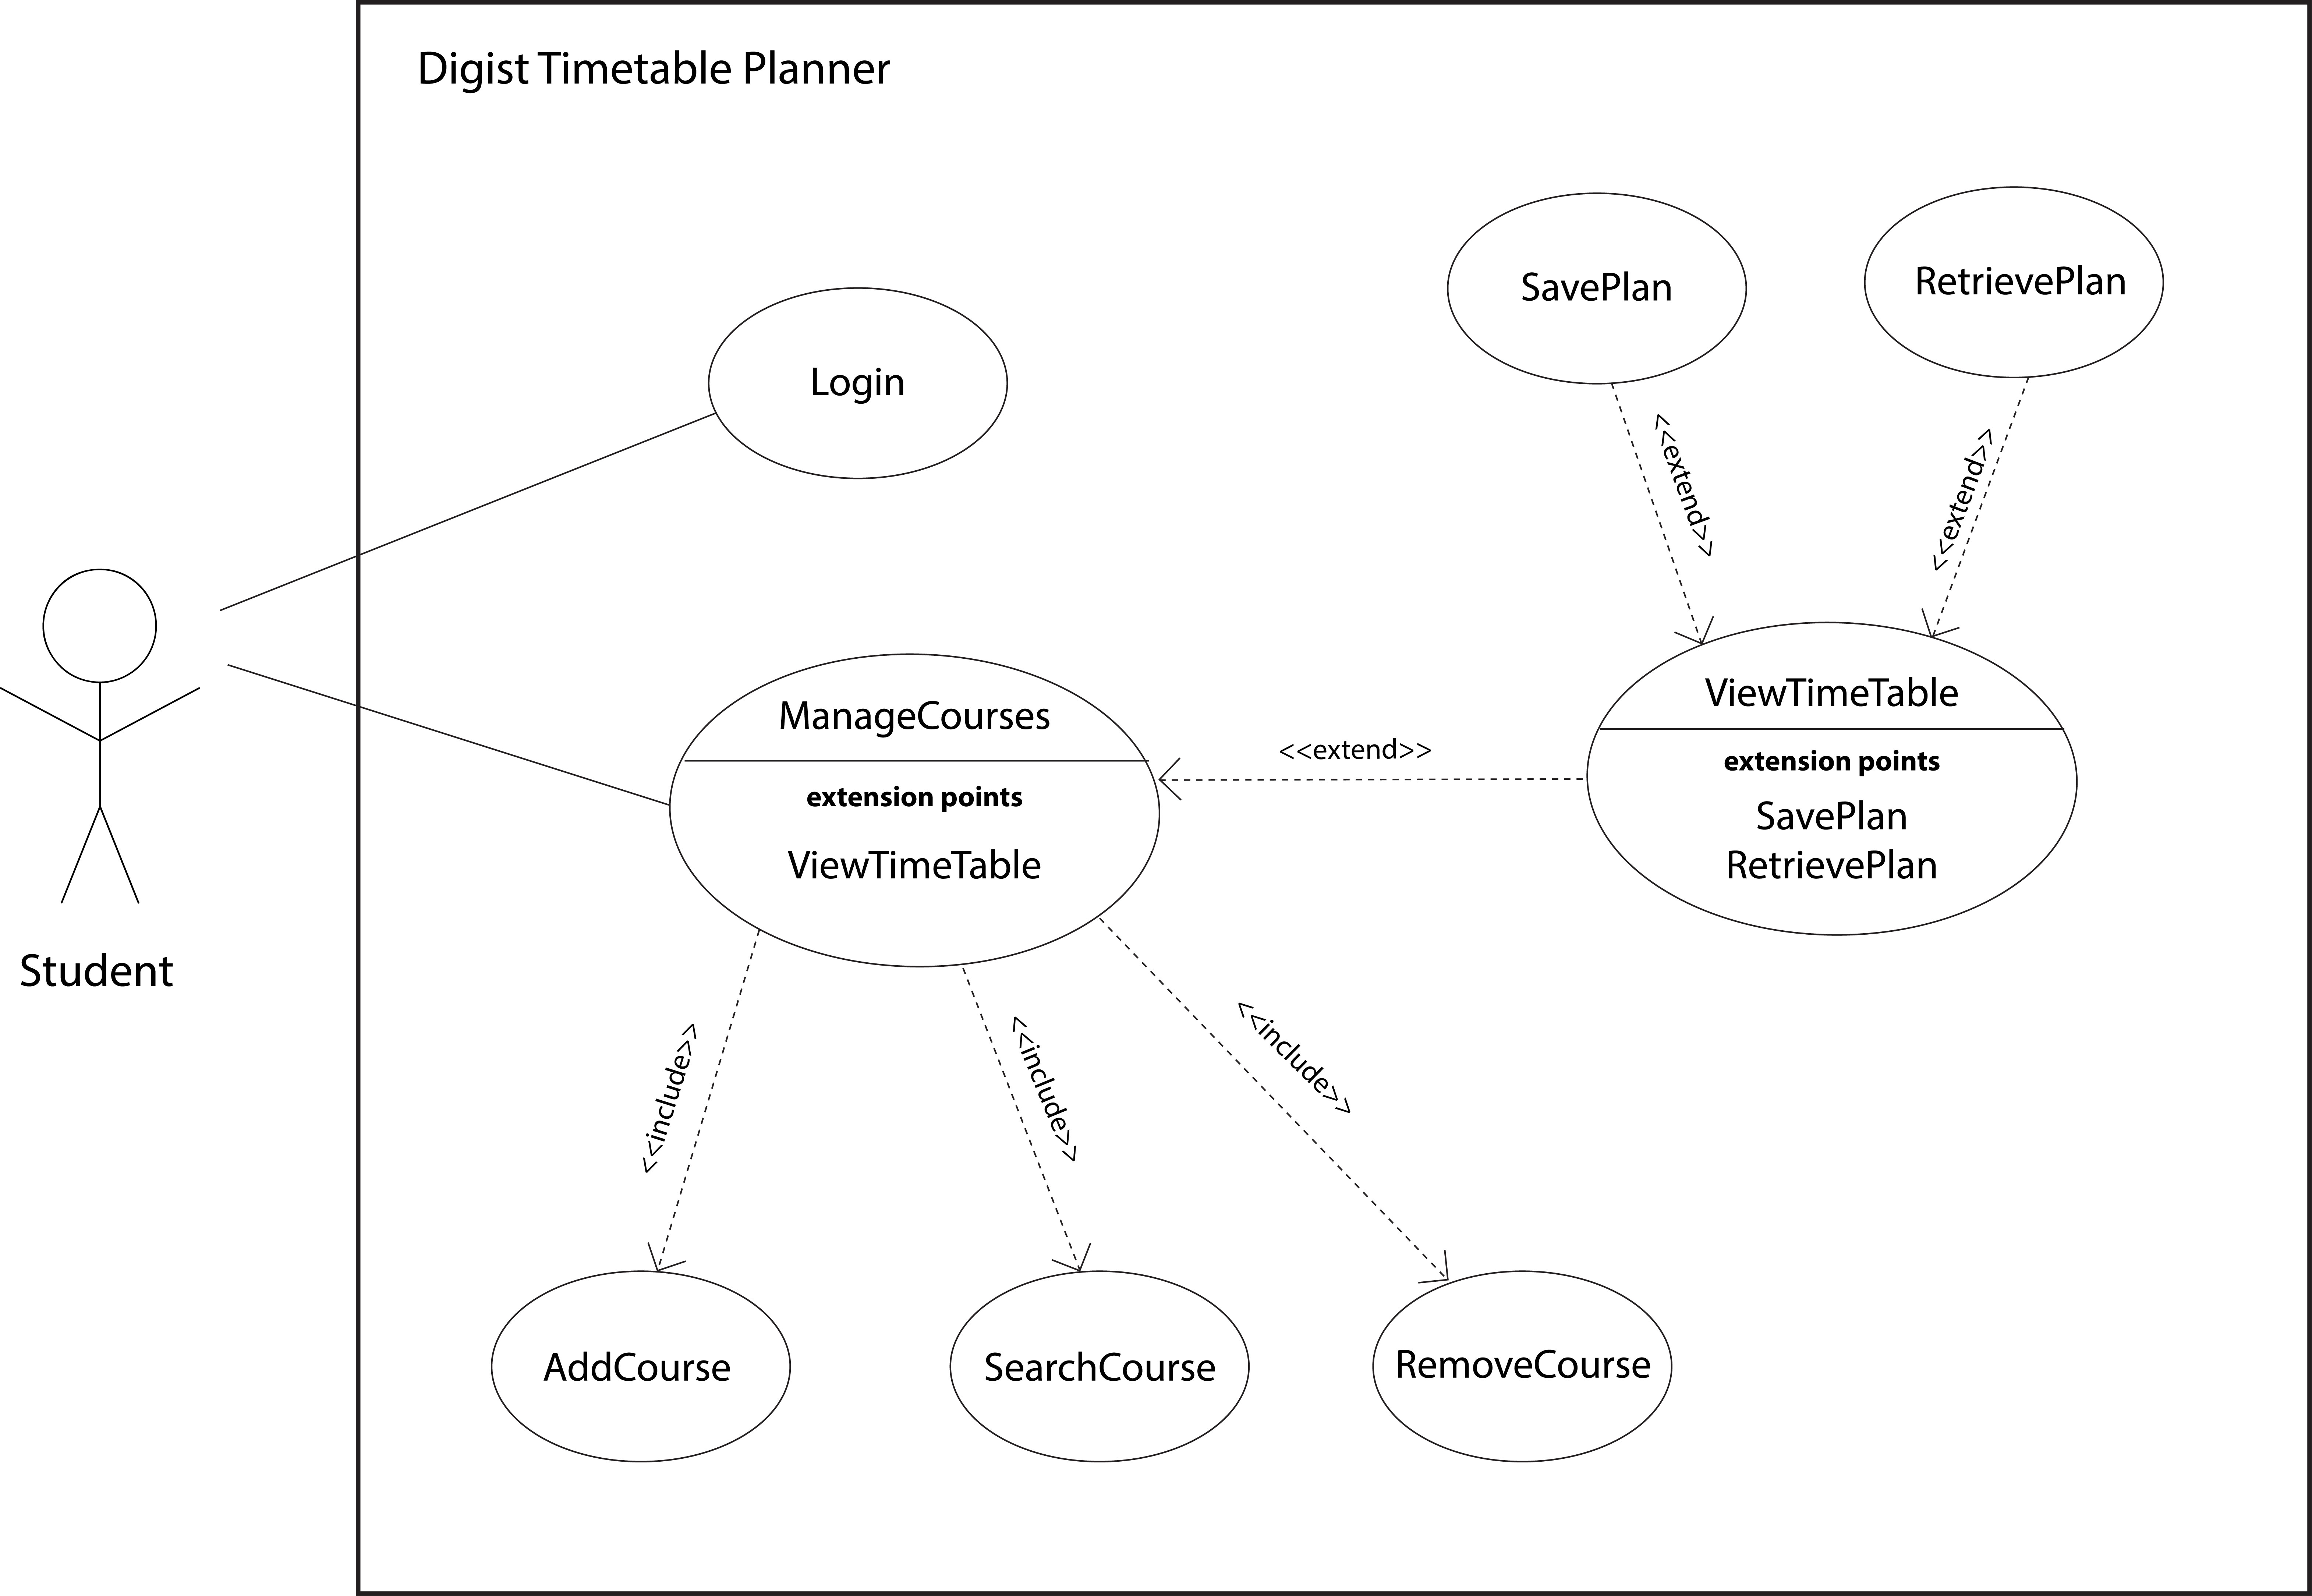 Digist Timetable Planner
SavePlan
RetrievePlan
Login
<<extend>>
<<extend>>
ViewTimeTable
extension points
SavePlan
RetrievePlan
<<extend>>
ManageCourses
extension points
ViewTimeTable
Student
<<include>>
<<include>>
<<include>>
AddCourse
SearchCourse
RemoveCourse